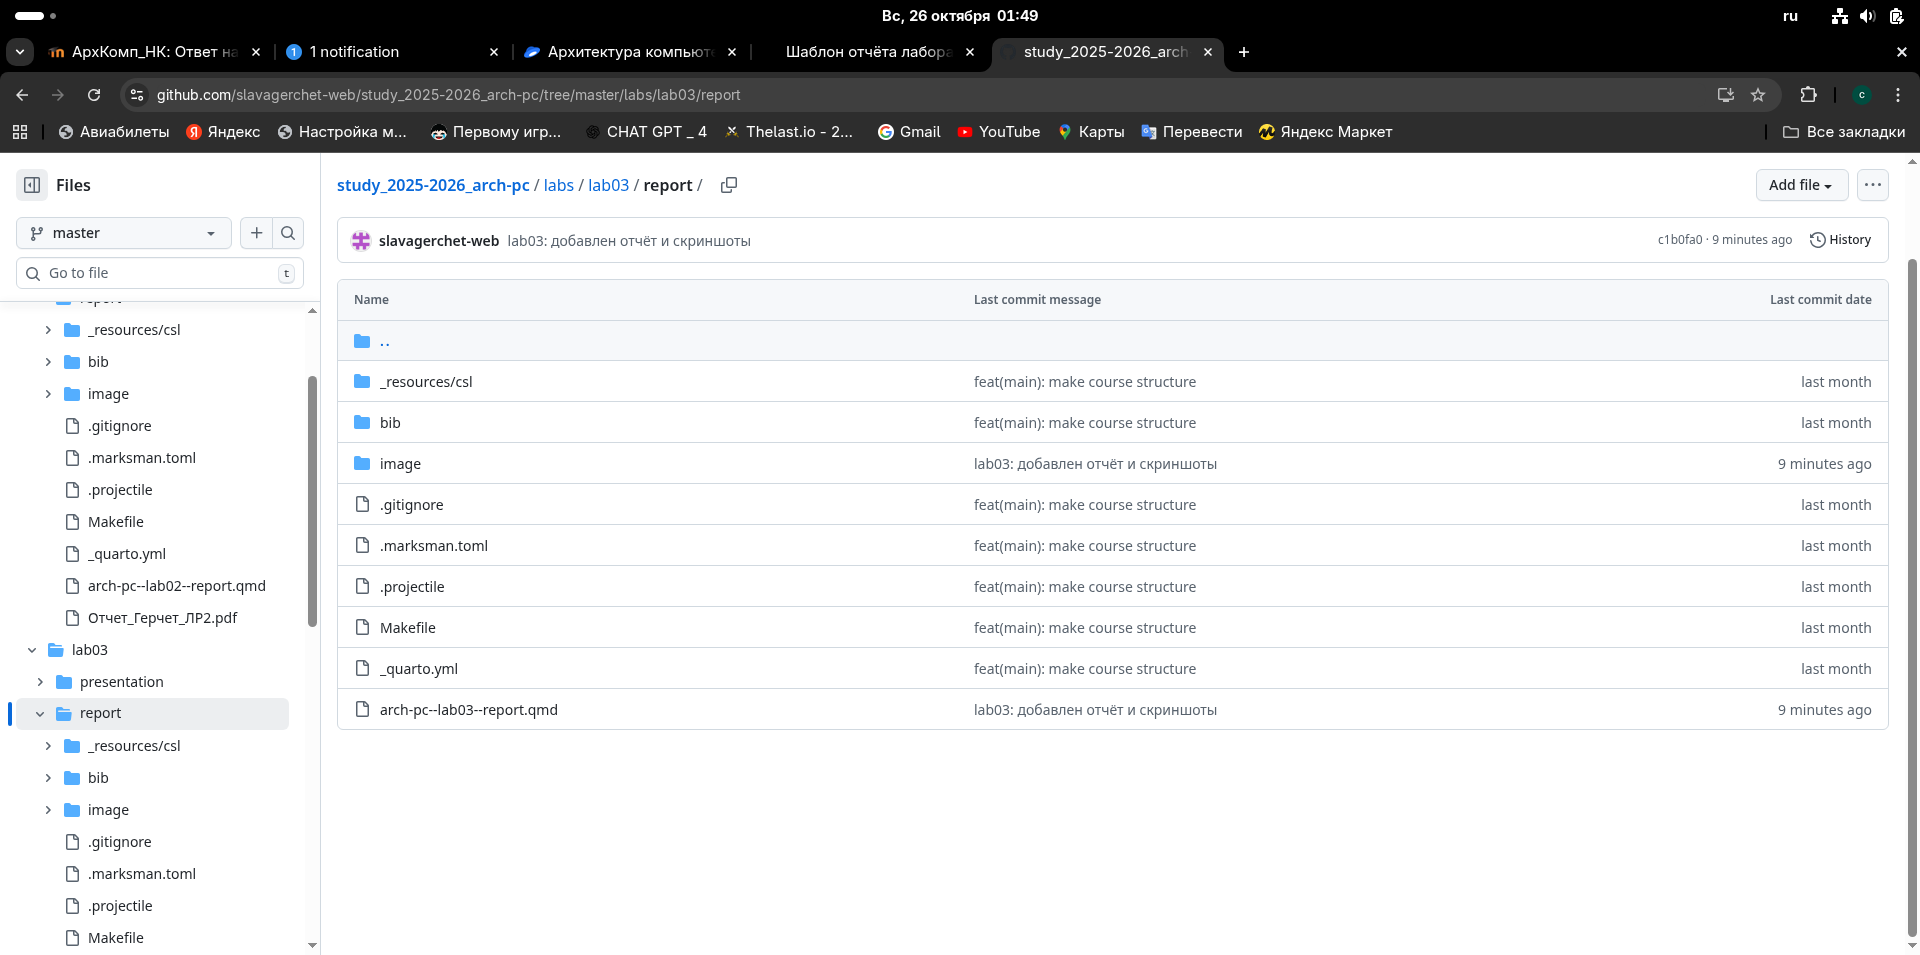 Вс, 26 октября 01:49
ru
АрхКомп_НК: Ответ на
1 notification
Архитектура компьюте
Шаблон отчёта лабора
study_2025-2026_arch
github.com/slavagerchet-web/study_2025-2026_arch-pc/tree/master/labs/lab03/report
c
Авиабилеты
Яндекс
Настройка м...
Первому игр...
CHAT GPT _ 4
Thelast.io - 2...
Gmail
YouTube
Карты
Перевести
Яндекс Маркет
Все закладки
Files
master
Go to file
t
report
_resources/csl
bib
image
.gitignore
.marksman.toml
.projectile
Makefile
_quarto.yml
arch-pc--lab02--report.qmd
Отчет_Герчет_ЛР2.pdf
lab03
presentation
report
_resources/csl
bib
image
.gitignore
.marksman.toml
.projectile
Makefile
study_2025-2026_arch-pc / labs / lab03 / report /
Add file
slavagerchet-web lab03: добавлен отчёт и скриншоты
c1b0fa0 · 9 minutes ago
History
Name Last commit message Last commit date
..
_resources/csl feat(main): make course structure last month
bib feat(main): make course structure last month
image lab03: добавлен отчёт и скриншоты 9 minutes ago
.gitignore feat(main): make course structure last month
.marksman.toml feat(main): make course structure last month
.projectile feat(main): make course structure last month
Makefile feat(main): make course structure last month
_quarto.yml feat(main): make course structure last month
arch-pc--lab03--report.qmd lab03: добавлен отчёт и скриншоты 9 minutes ago